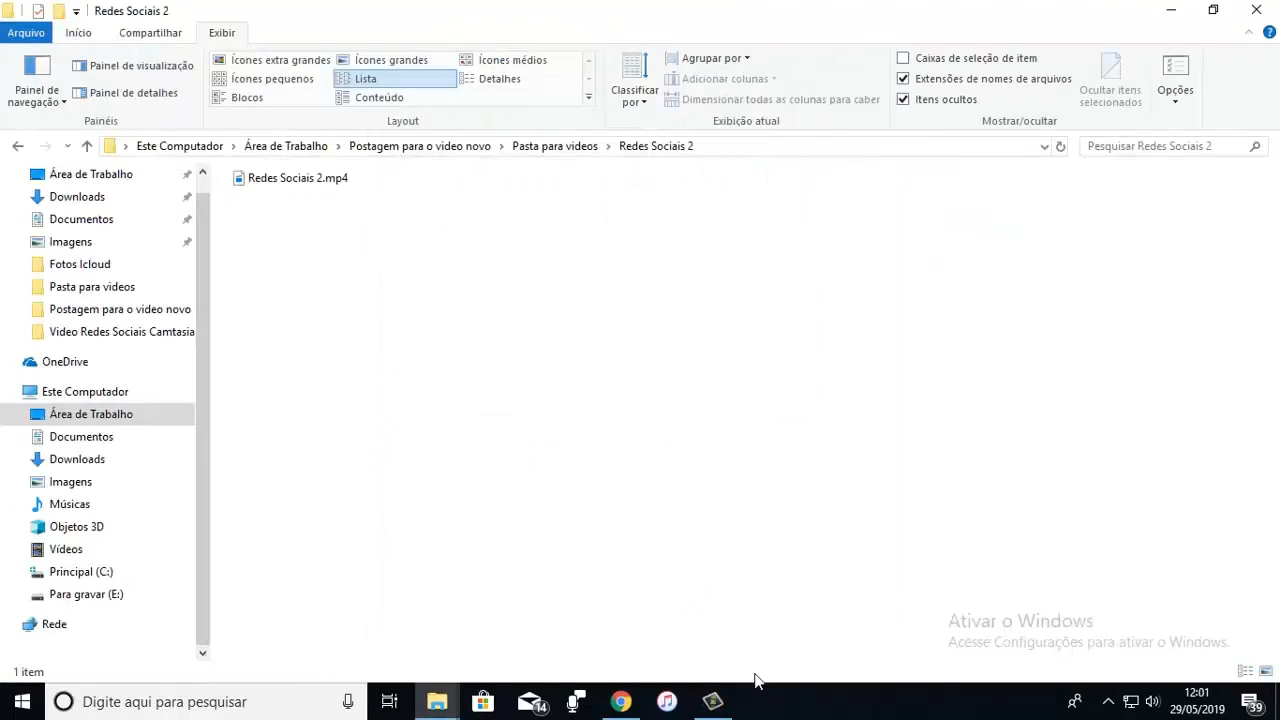 Redes Sociais 2
Arquivo Início Compartilhar Exibir
Painel de navegação
Painel de visualização
Painel de detalhes
Painéis
Ícones extra grandes Ícones grandes Ícones médios
Ícones pequenos Lista Detalhes
Blocos Conteúdo
Layout
Classificar por
Agrupar por
Adicionar colunas
Dimensionar todas as colunas para caber
Exibição atual
Caixas de seleção de item
Extensões de nomes de arquivos
Itens ocultos
Ocultar itens selecionados
Mostrar/ocultar
Opções
Este Computador Área de Trabalho Postagem para o video novo Pasta para videos Redes Sociais 2
Pesquisar Redes Sociais 2
Área de Trabalho
Downloads
Documentos
Imagens
Fotos Icloud
Pasta para videos
Postagem para o video novo
Video Redes Sociais Camtasia
OneDrive
Este Computador
Área de Trabalho
Documentos
Downloads
Imagens
Músicas
Objetos 3D
Vídeos
Principal (C:)
Para gravar (E:)
Rede
Redes Sociais 2.mp4
Ativar o Windows
Acesse Configurações para ativar o Windows.
1 item
Digite aqui para pesquisar
14
12:01
29/05/2019
39